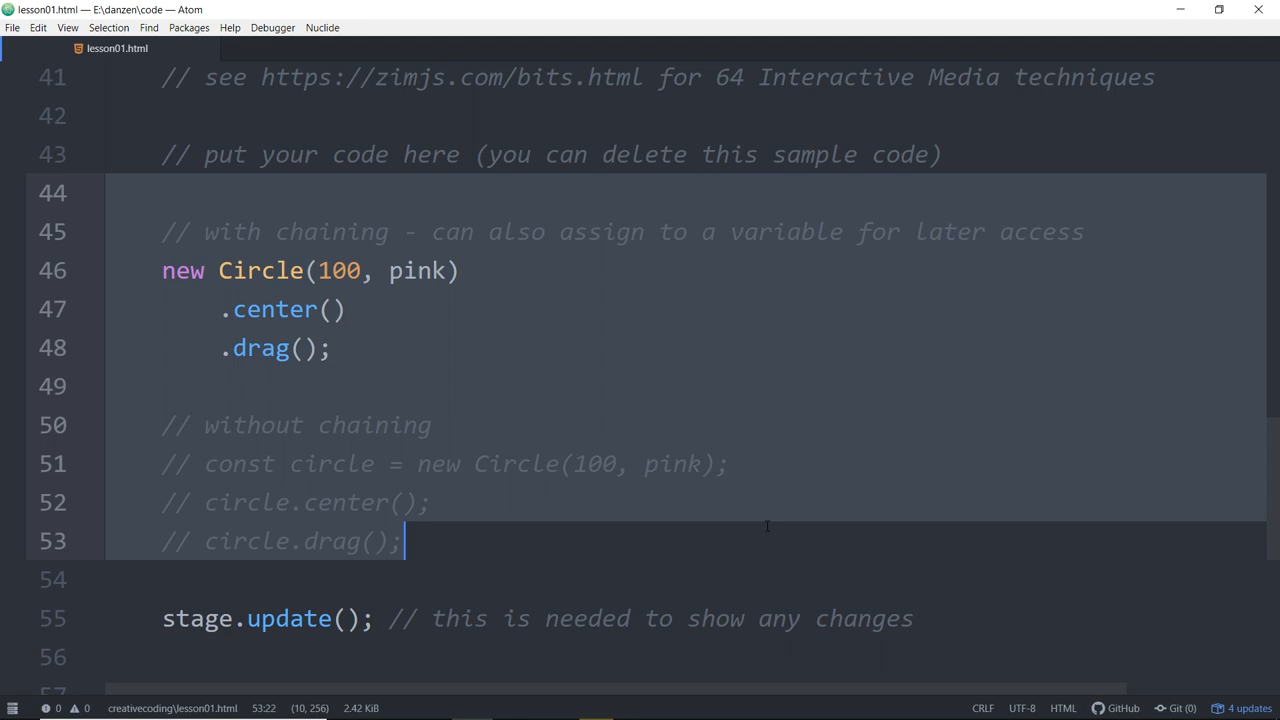 lesson01.html — E:\danzen\code — Atom
File Edit View Selection Find Packages Help Debugger Nuclide
lesson01.html
41 // see https://zimjs.com/bits.html for 64 Interactive Media techniques
42
43 // put your code here (you can delete this sample code)
44
45 // with chaining - can also assign to a variable for later access
46 new Circle(100, pink)
47 .center()
48 .drag();
49
50 // without chaining
51 // const circle = new Circle(100, pink);
52 // circle.center();
53 // circle.drag();
54
55 stage.update(); // this is needed to show any changes
56
57
0 0 creativecoding\lesson01.html 53:22 (10, 256) 2.42 KiB CRLF UTF-8 HTML GitHub Git (0) 4 updates